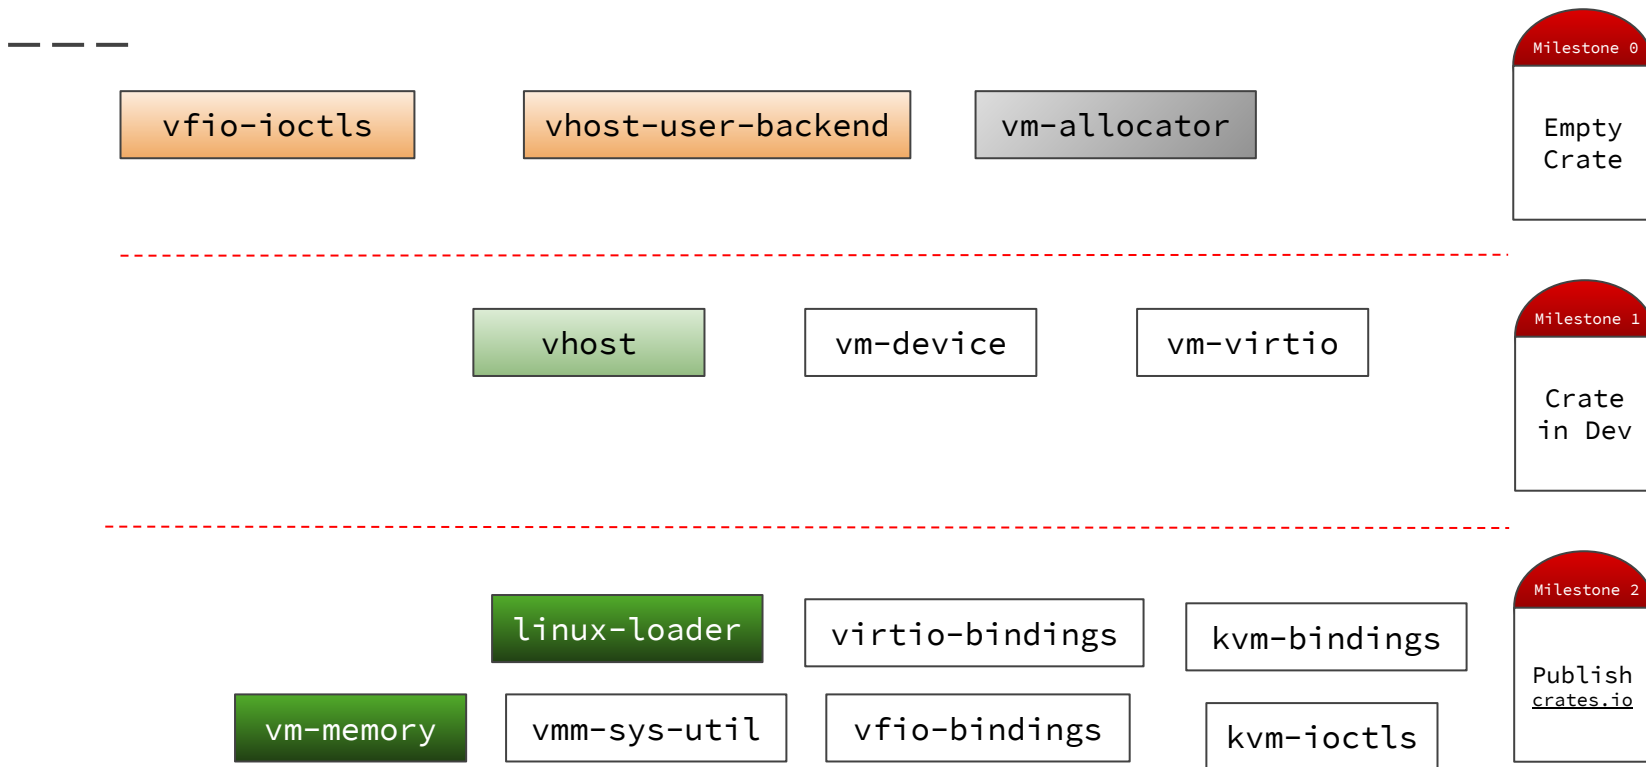 Milestone 0
vfio-ioctls
vhost-user-backend
vm-allocator
Empty
Crate
Milestone 1
vhost
vm-device
vm-virtio
Crate
in Dev
Milestone 2
linux-loader
virtio-bindings
kvm-bindings
Publish
crates.io
vm-memory
vmm-sys-util
vfio-bindings
kvm-ioctls